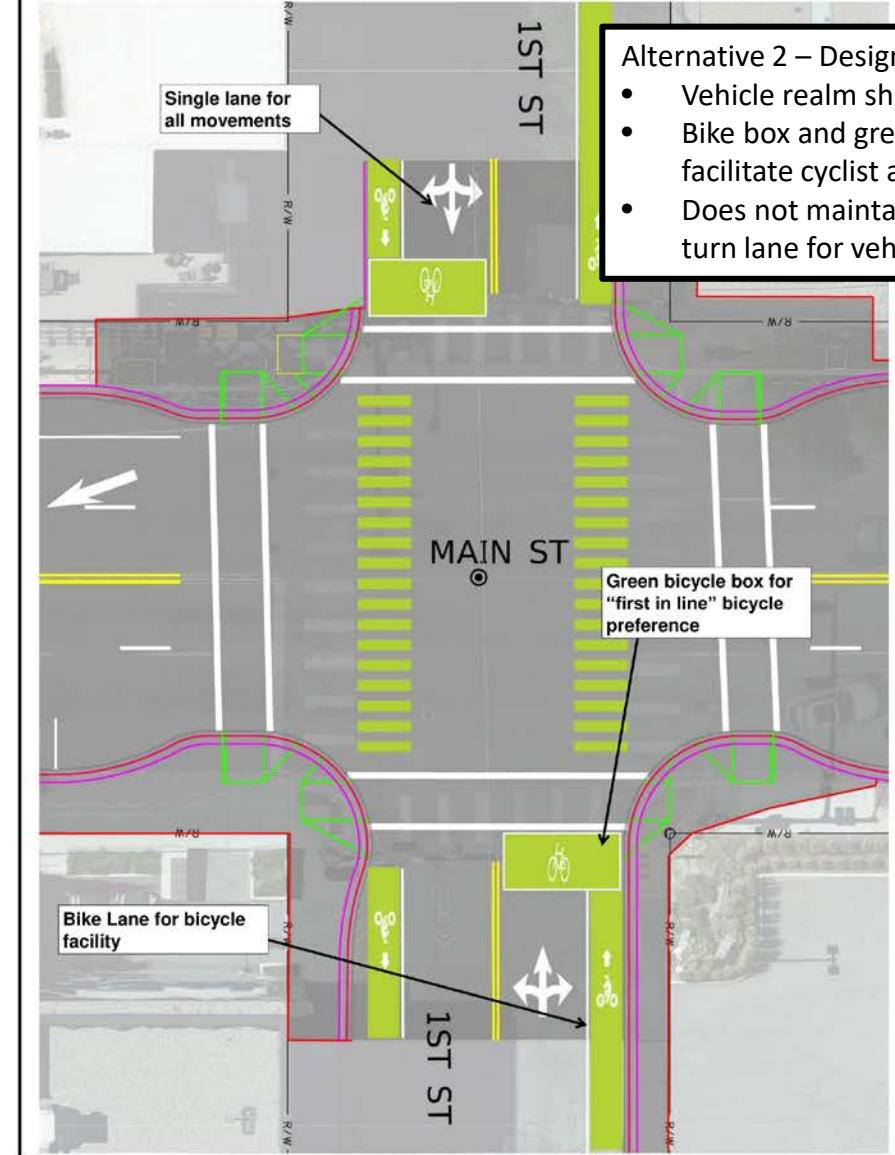 R/W
1ST ST
Alternative 2 – Design
• Vehicle realm sh
• Bike box and gre
facilitate cyclist a
• Does not mainta
turn lane for veh
Single lane for
all movements
R/W
R/W
R/W
MAIN ST
Green bicycle box for
“first in line” bicycle
preference
R/W
R/W
Bike Lane for bicycle
facility
R/W
R/W
1ST ST
R/W
R/W